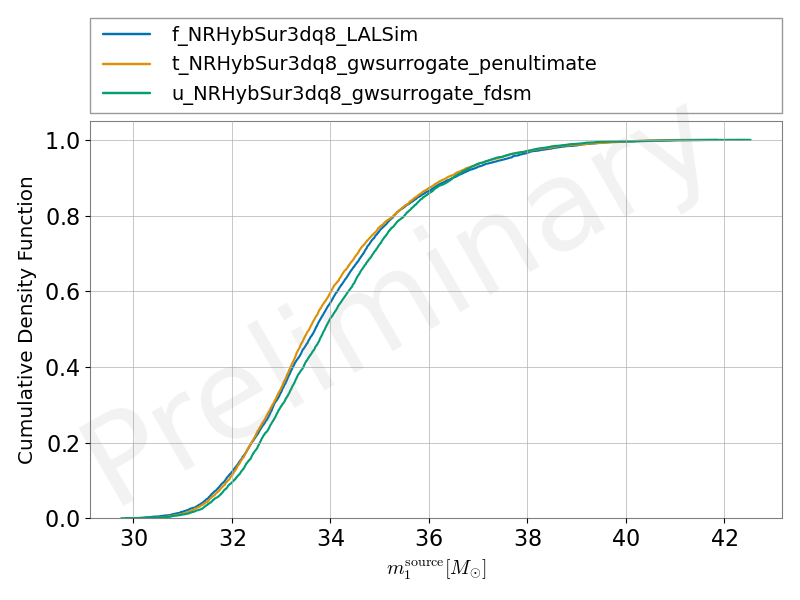 f_NRHybSur3dq8_LALSim
t_NRHybSur3dq8_gwsurrogate_penultimate
u_NRHybSur3dq8_gwsurrogate_fdsm
Preliminary
Cumulative Density Function
1.0
0.8
0.6
0.4
0.2
0.0
30 32 34 36 38 40 42
m₁^source [M☉]